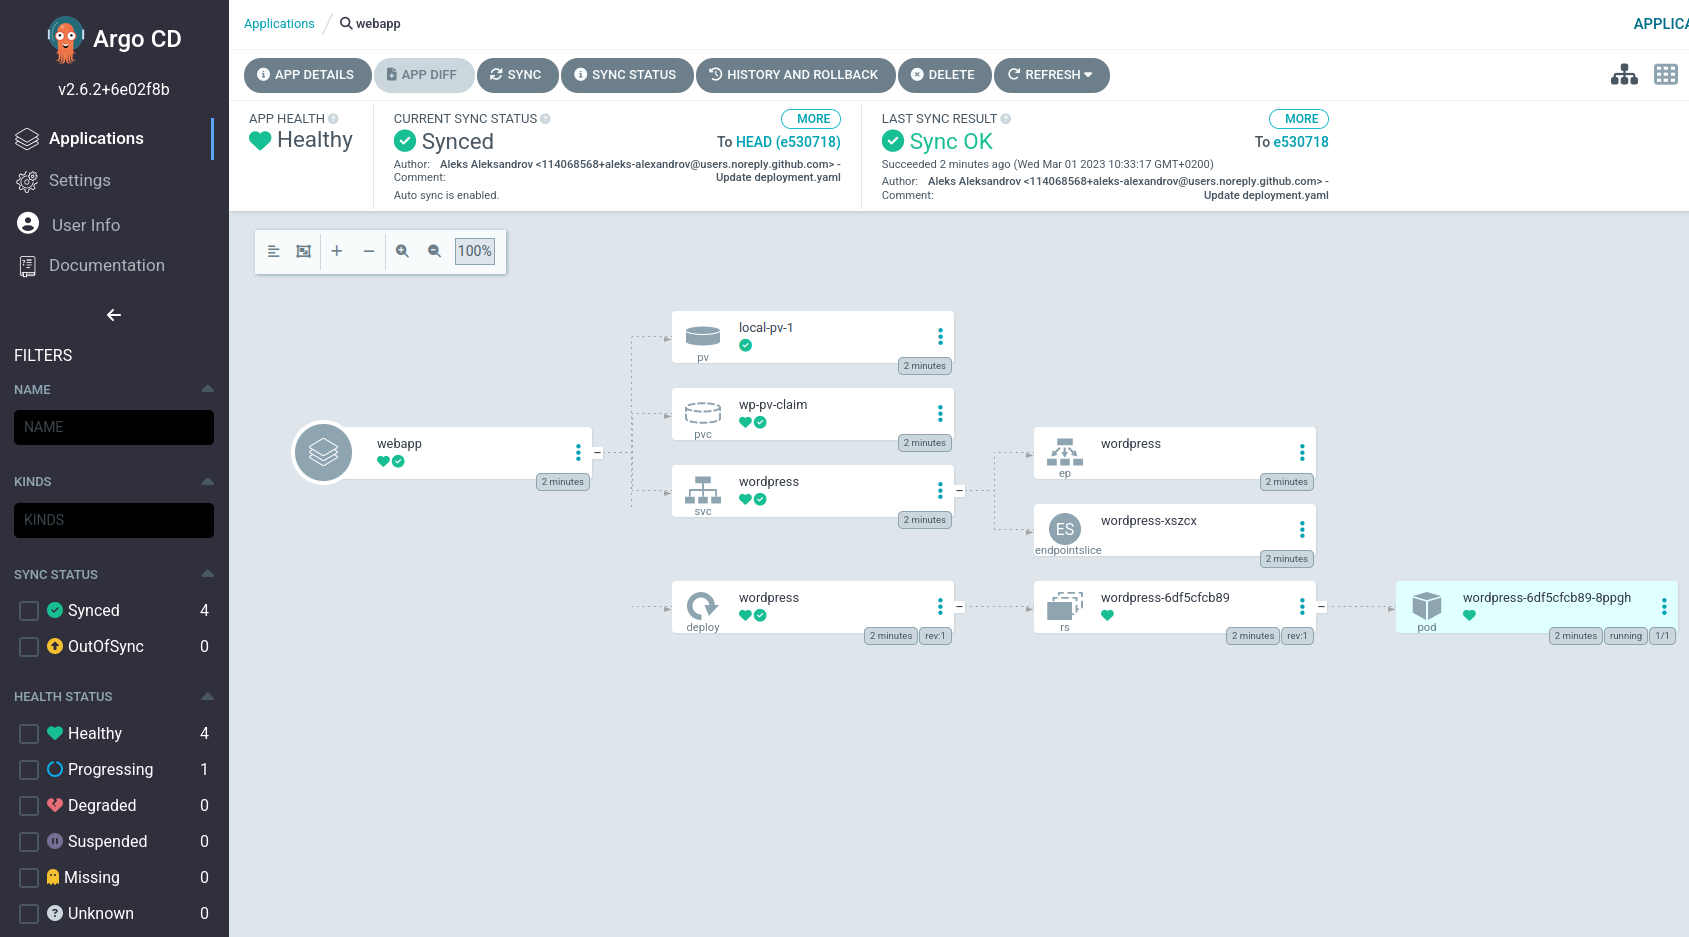 Argo CD
v2.6.2+6e02f8b
Applications
Settings
User Info
Documentation
FILTERS
NAME
NAME
KINDS
KINDS
SYNC STATUS
Synced 4
OutOfSync 0
HEALTH STATUS
Healthy 4
Progressing 1
Degraded 0
Suspended 0
Missing 0
Unknown 0
Applications / webapp
APPLICA
APP DETAILS APP DIFF SYNC SYNC STATUS HISTORY AND ROLLBACK DELETE REFRESH
APP HEALTH
Healthy
CURRENT SYNC STATUS MORE
Synced To HEAD (e530718)
Author: Aleks Aleksandrov <114068568+aleks-alexandrov@users.noreply.github.com> -
Comment: Update deployment.yaml
Auto sync is enabled.
LAST SYNC RESULT MORE
Sync OK To e530718
Succeeded 2 minutes ago (Wed Mar 01 2023 10:33:17 GMT+0200)
Author: Aleks Aleksandrov <114068568+aleks-alexandrov@users.noreply.github.com> -
Comment: Update deployment.yaml
100%
webapp
2 minutes
local-pv-1
pv
2 minutes
wp-pv-claim
pvc
2 minutes
wordpress
svc
2 minutes
wordpress
ep
2 minutes
ES
wordpress-xszcx
endpointslice
2 minutes
wordpress
deploy
2 minutes rev:1
wordpress-6df5cfcb89
rs
2 minutes rev:1
wordpress-6df5cfcb89-8ppgh
pod
2 minutes running 1/1